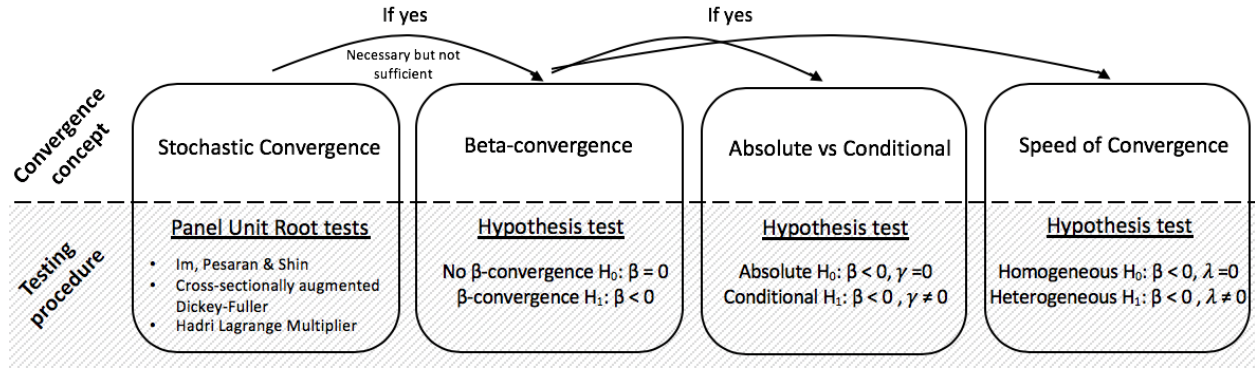 If yes
If yes
Necessary but not
sufficient
Convergence
concept
Stochastic Convergence
Beta-convergence
Absolute vs Conditional
Speed of Convergence
Testing
procedure
Panel Unit Root tests
• Im, Pesaran & Shin
• Cross-sectionally augmented
Dickey-Fuller
• Hadri Lagrange Multiplier
Hypothesis test
No β-convergence H₀: β = 0
β-convergence H₁: β < 0
Hypothesis test
Absolute H₀: β < 0, γ =0
Conditional H₁: β < 0 , γ ≠ 0
Hypothesis test
Homogeneous H₀: β < 0, λ =0
Heterogeneous H₁: β < 0 , λ ≠ 0